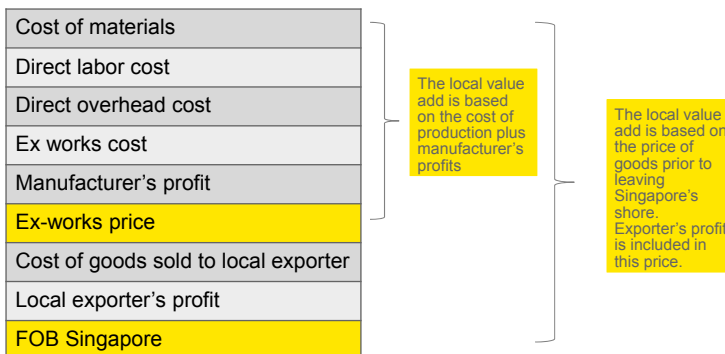 Cost of materials
Direct labor cost
Direct overhead cost
Ex works cost
Manufacturer's profit
Ex-works price
Cost of goods sold to local exporter
Local exporter's profit
FOB Singapore
The local value
add is based
on the cost of
production plus
manufacturer's
profits
The local value
add is based on
the price of
goods prior to
leaving
Singapore's
shore.
Exporter's profit
is included in
this price.